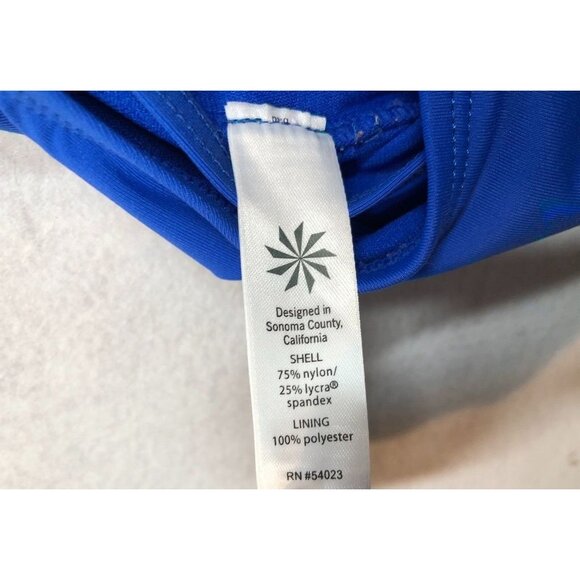 Designed in
Sonoma County,
California
SHELL
75% nylon/
25% lycra®
spandex
LINING
100% polyester
RN #54023